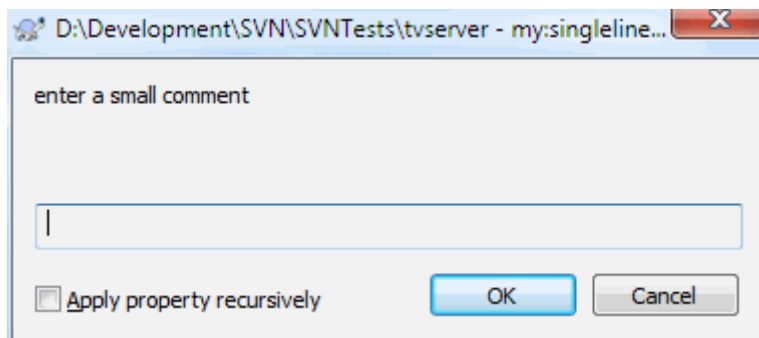 D:\Development\SVN\SVNTests\tvserver - my:singleline...
enter a small comment
Apply property recursively
OK
Cancel